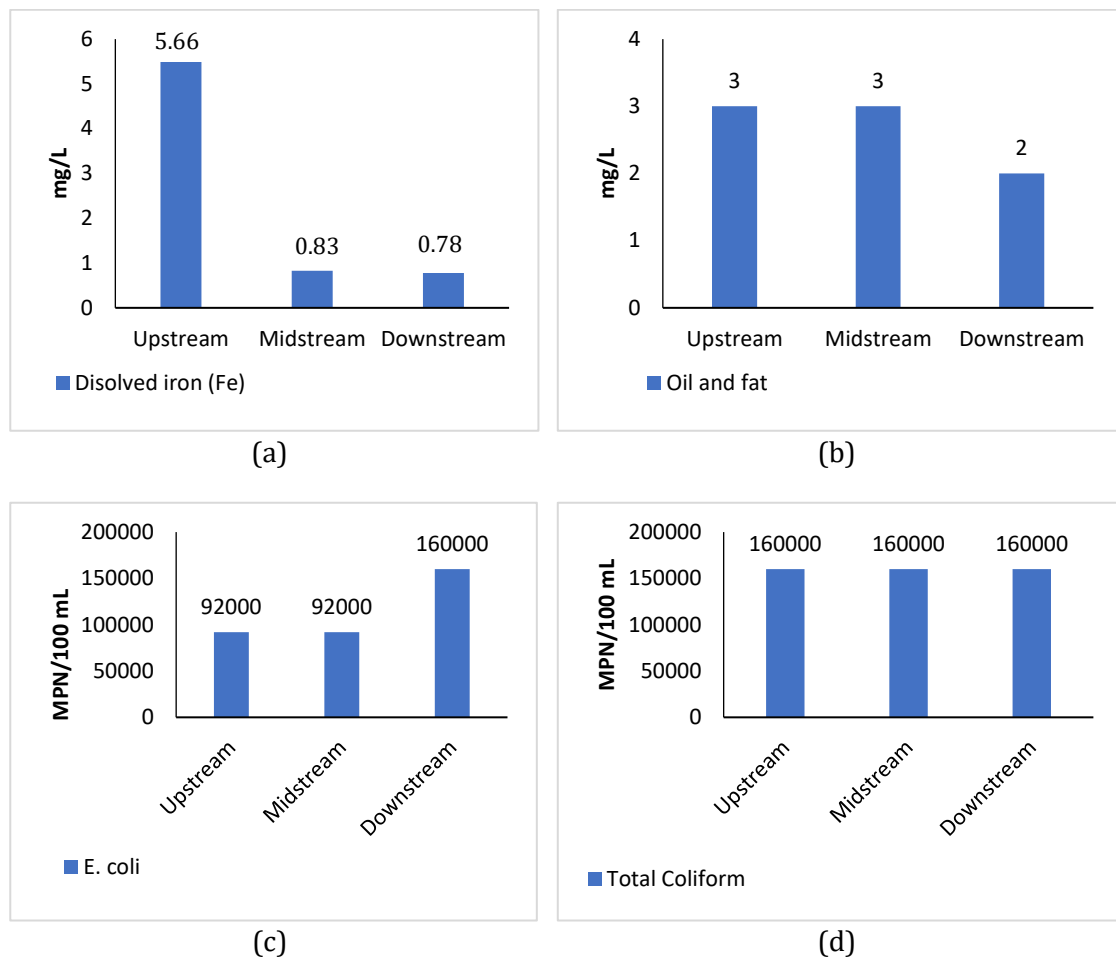 6
5
4
3
2
1
0
mg/L
5.66
0.83
0.78
Upstream Midstream Downstream
Disolved iron (Fe)
(a)
4
3
2
1
0
mg/L
3
3
2
Upstream Midstream Downstream
Oil and fat
(b)
200000
150000
100000
50000
0
MPN/100 mL
92000
92000
160000
Upstream
Midstream
Downstream
E. coli
(c)
200000
150000
100000
50000
0
MPN/100 mL
160000
160000
160000
Upstream
Midstream
Downstream
Total Coliform
(d)